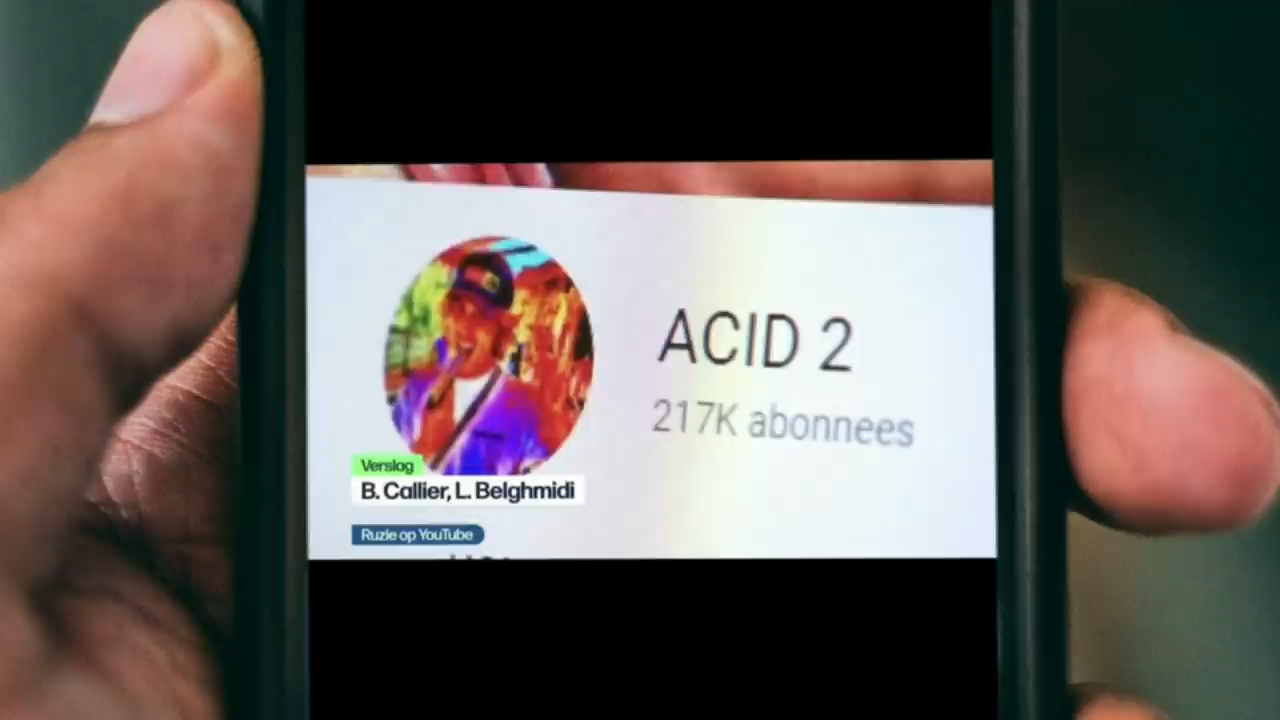 ACID 2
217K abonnees
Verslag
B. Callier, L. Belghmidi
Ruzie op YouTube